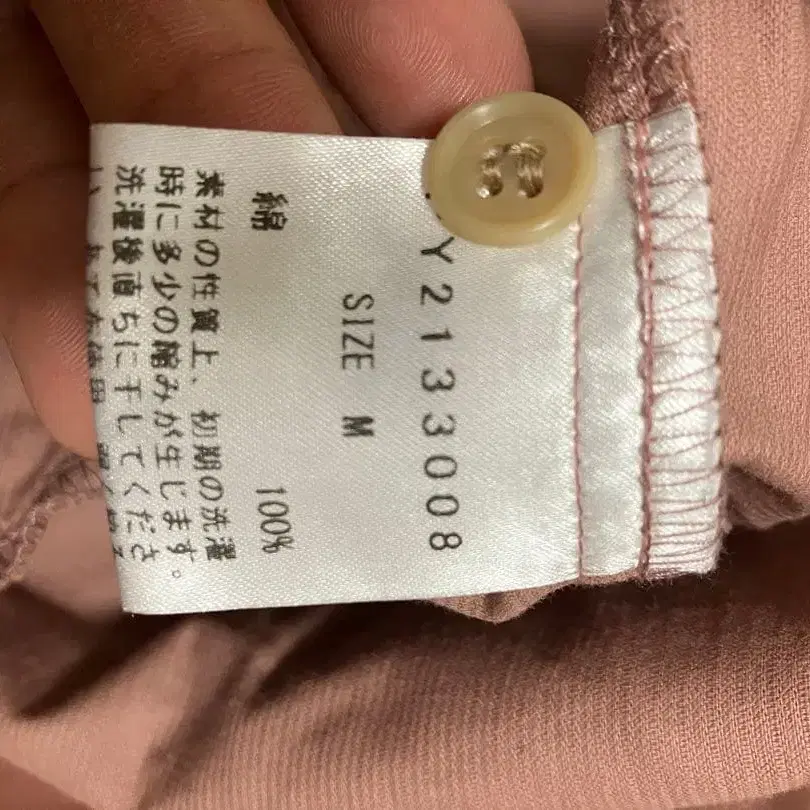 Y2133008
SIZE M
綿 100%
素材の性質上、初期の洗濯
時に多少の縮みが生じます。
洗濯後直ちに干してくださ